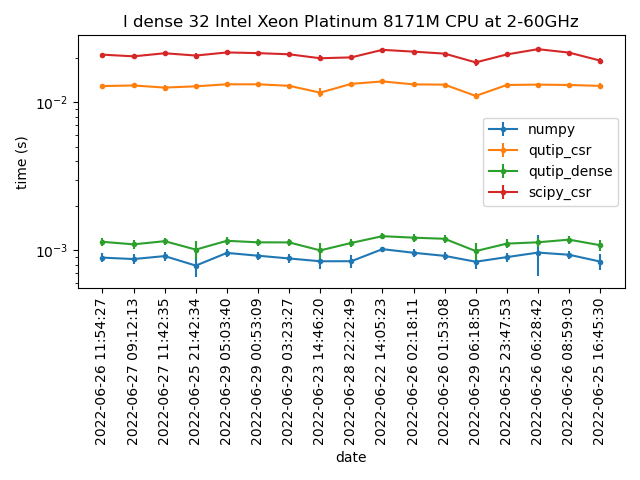 l dense 32 Intel Xeon Platinum 8171M CPU at 2-60GHz
time (s)
10⁻²
10⁻³
numpy
qutip_csr
qutip_dense
scipy_csr
2022-06-26 11:54:27
2022-06-27 09:12:13
2022-06-27 11:42:35
2022-06-25 21:42:34
2022-06-29 05:03:40
2022-06-29 00:53:09
2022-06-29 03:23:27
2022-06-23 14:46:20
2022-06-28 22:22:49
2022-06-22 14:05:23
2022-06-26 02:18:11
2022-06-26 01:53:08
2022-06-29 06:18:50
2022-06-25 23:47:53
2022-06-26 06:28:42
2022-06-26 08:59:03
2022-06-25 16:45:30
date